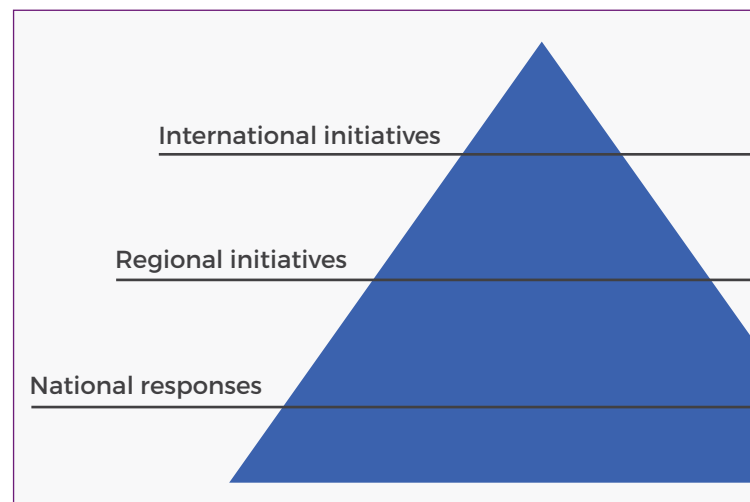 International initiatives
Regional initiatives
National responses